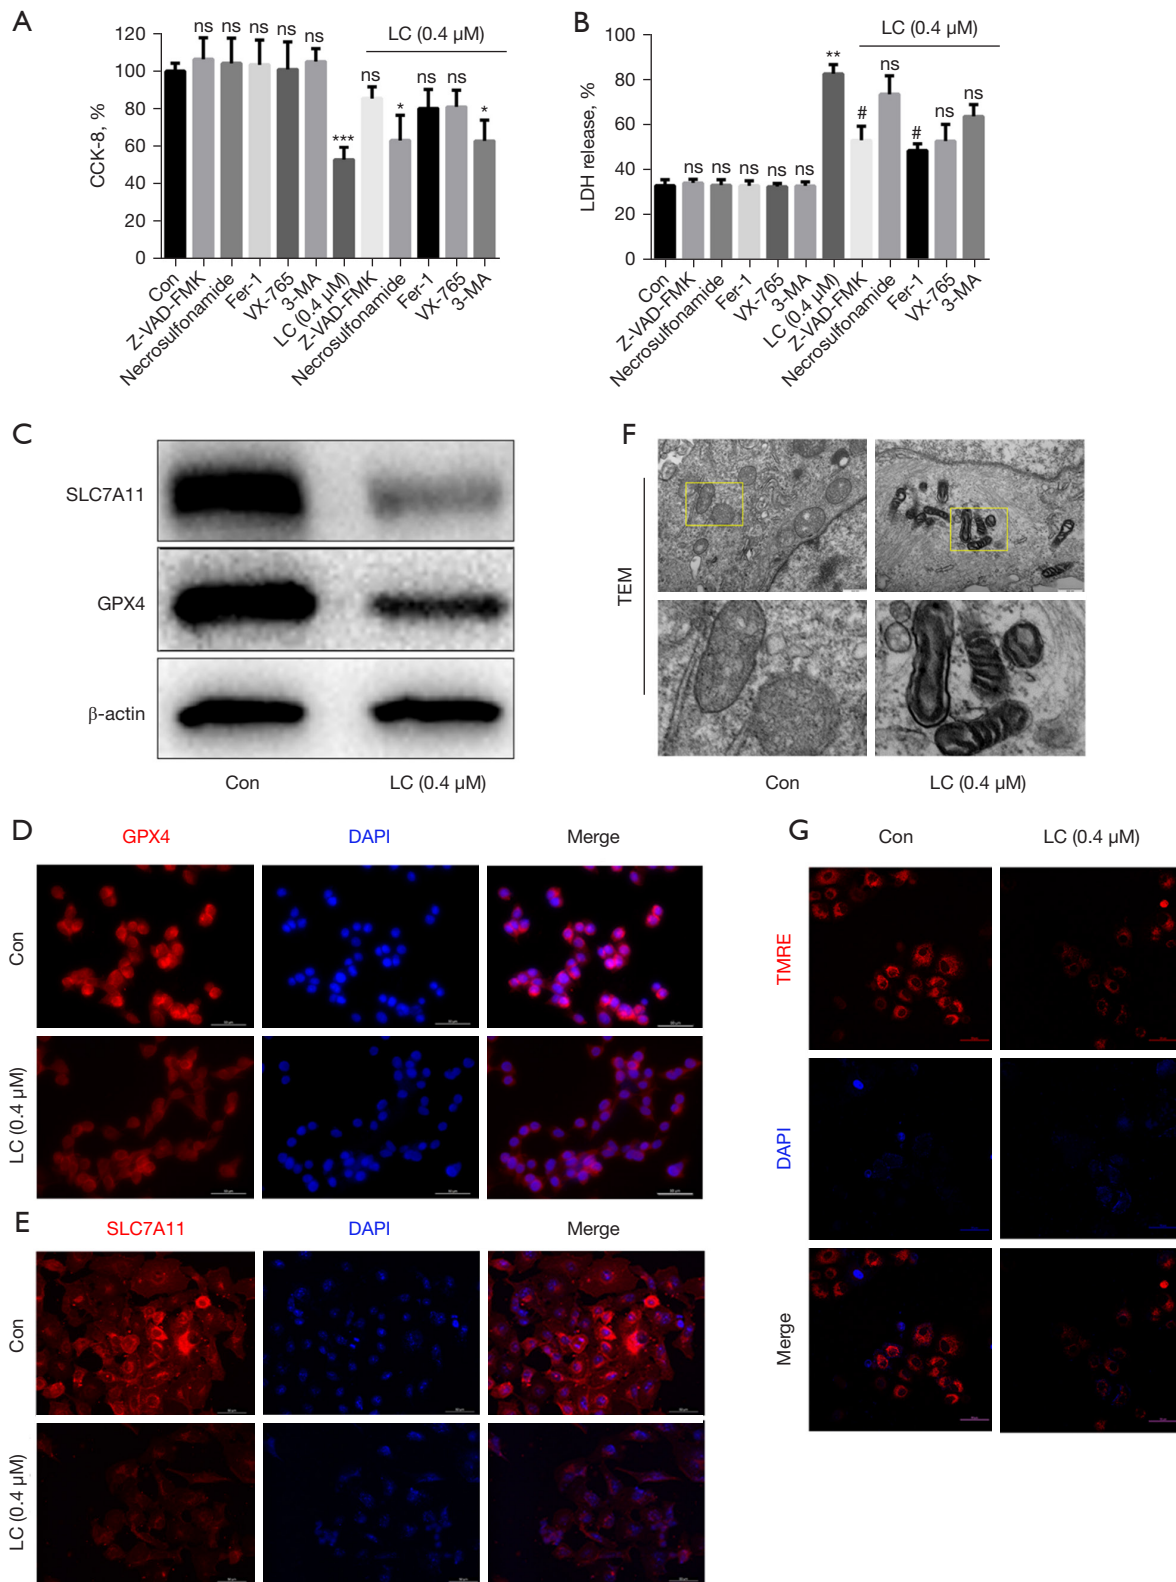 A
CCK-8, %
120
100
80
60
40
20
0
ns
ns
ns
ns
ns
***
LC (0.4 µM)
ns
*
ns
ns
*
Con
Z-VAD-FMK
Necrosulfonamide
Fer-1
VX-765
3-MA
LC (0.4 µM)
Z-VAD-FMK
Necrosulfonamide
Fer-1
VX-765
3-MA
B
LDH release, %
100
80
60
40
20
0
ns
ns
ns
ns
ns
**
LC (0.4 µM)
#
ns
#
ns
ns
Con
Z-VAD-FMK
Necrosulfonamide
Fer-1
VX-765
3-MA
LC (0.4 µM)
Z-VAD-FMK
Necrosulfonamide
Fer-1
VX-765
3-MA
C
SLC7A11
GPX4
β-actin
Con LC (0.4 µM)
F
TEM
Con LC (0.4 µM)
D
GPX4 DAPI Merge
Con
LC (0.4 µM)
E
SLC7A11 DAPI Merge
Con
LC (0.4 µM)
G
Con LC (0.4 µM)
TMRE
DAPI
Merge